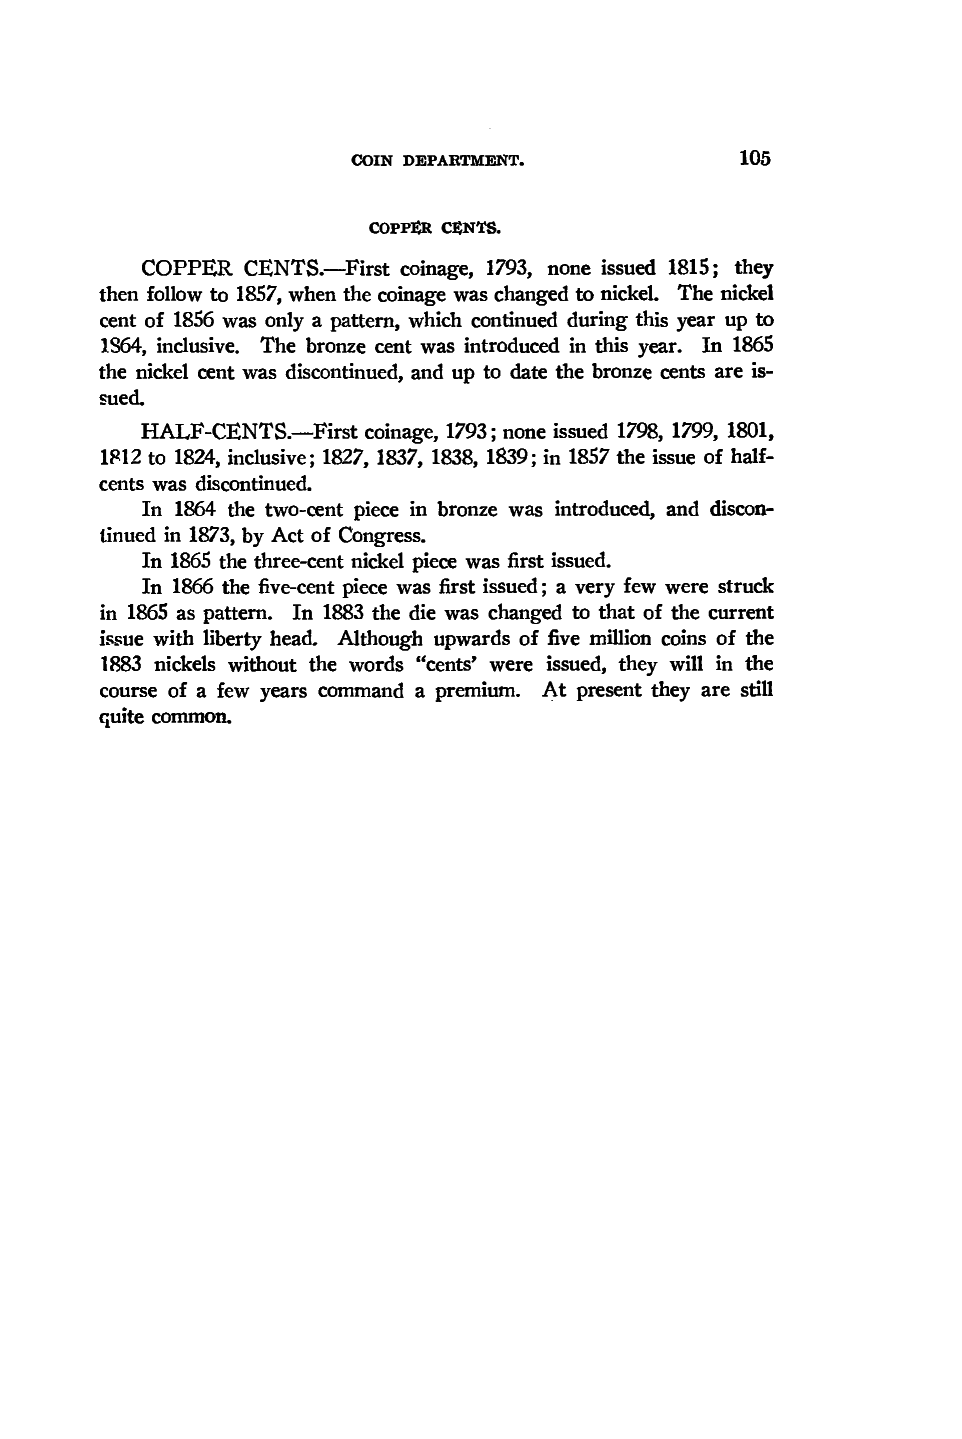 COIN DEPARTMENT. 105
COPPER CENTS.
COPPER CENTS.—First coinage, 1793, none issued 1815; they
then follow to 1857, when the coinage was changed to nickel. The nickel
cent of 1856 was only a pattern, which continued during this year up to
1864, inclusive. The bronze cent was introduced in this year. In 1865
the nickel cent was discontinued, and up to date the bronze cents are is-
sued.
HALF-CENTS.—First coinage, 1793; none issued 1798, 1799, 1801,
1812 to 1824, inclusive; 1827, 1837, 1838, 1839; in 1857 the issue of half-
cents was discontinued.
In 1864 the two-cent piece in bronze was introduced, and discon-
tinued in 1873, by Act of Congress.
In 1865 the three-cent nickel piece was first issued.
In 1866 the five-cent piece was first issued; a very few were struck
in 1865 as pattern. In 1883 the die was changed to that of the current
issue with liberty head. Although upwards of five million coins of the
1883 nickels without the words “cents’ were issued, they will in the
course of a few years command a premium. At present they are still
quite common.